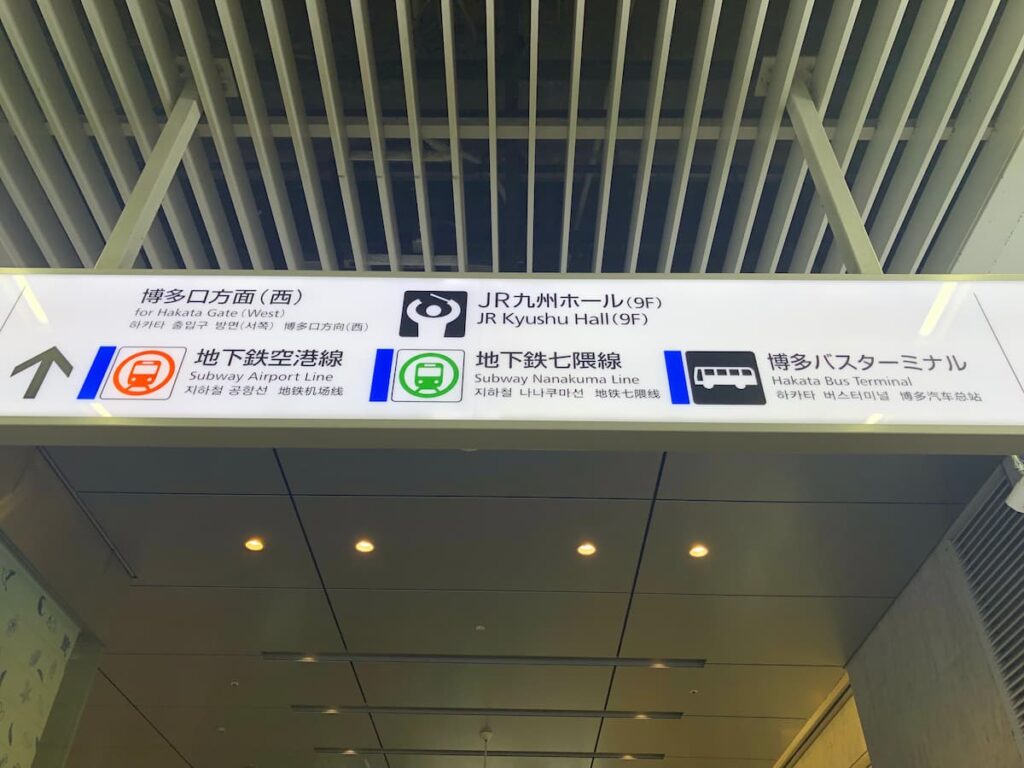 博多口方面(西)
for Hakata Gate (West)
하카타 출입구 방면(서쪽) 博多口方向(西)
JR九州ホール(9F)
JR Kyushu Hall(9F)
地下鉄空港線
Subway Airport Line
지하철 공항선 地铁机场线
地下鉄七隈線
Subway Nanakuma Line
지하철 나나쿠마선 地铁七隈线
博多バスターミナル
Hakata Bus Terminal
하카타 버스터미널 博多汽车总站